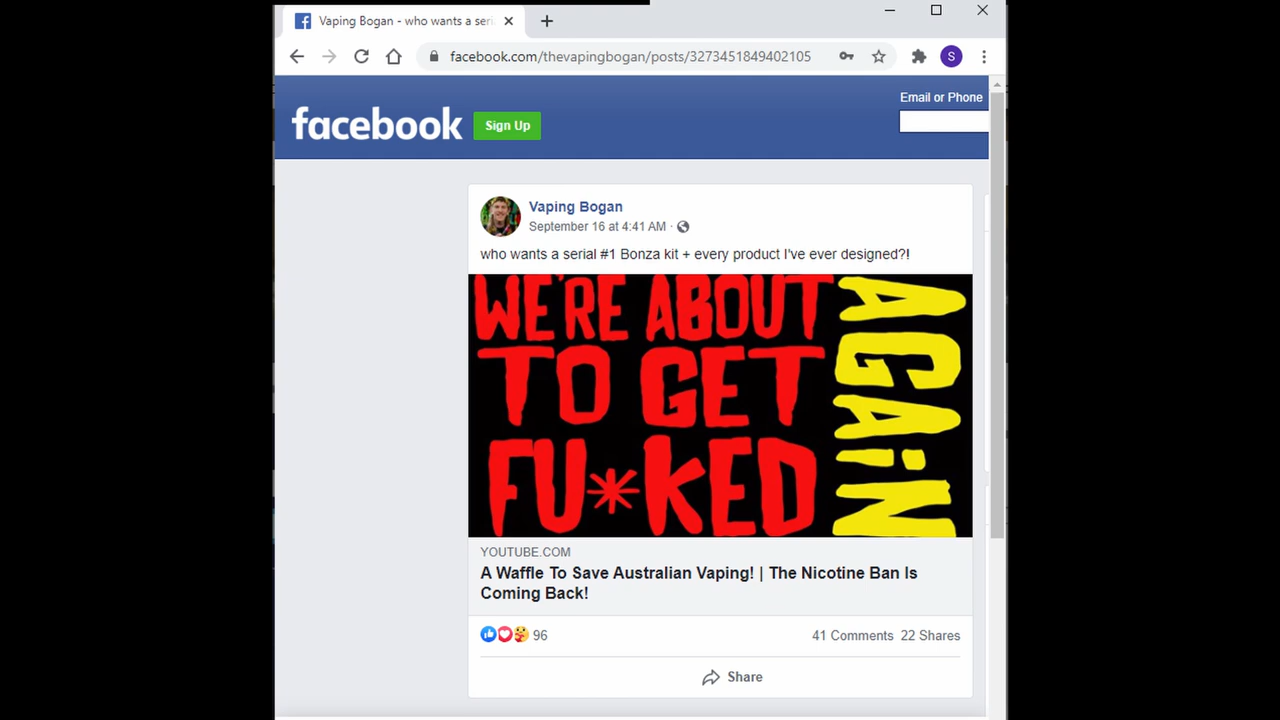 Vaping Bogan - who wants a seri
facebook.com/thevapingbogan/posts/3273451849402105
S
Email or Phone
facebook
Sign Up
Vaping Bogan
September 16 at 4:41 AM ·
who wants a serial #1 Bonza kit + every product I've ever designed?!
WE'RE ABOUT
TO GET
FU*KED
AGAiN
YOUTUBE.COM
A Waffle To Save Australian Vaping! | The Nicotine Ban Is
Coming Back!
96
41 Comments 22 Shares
Share